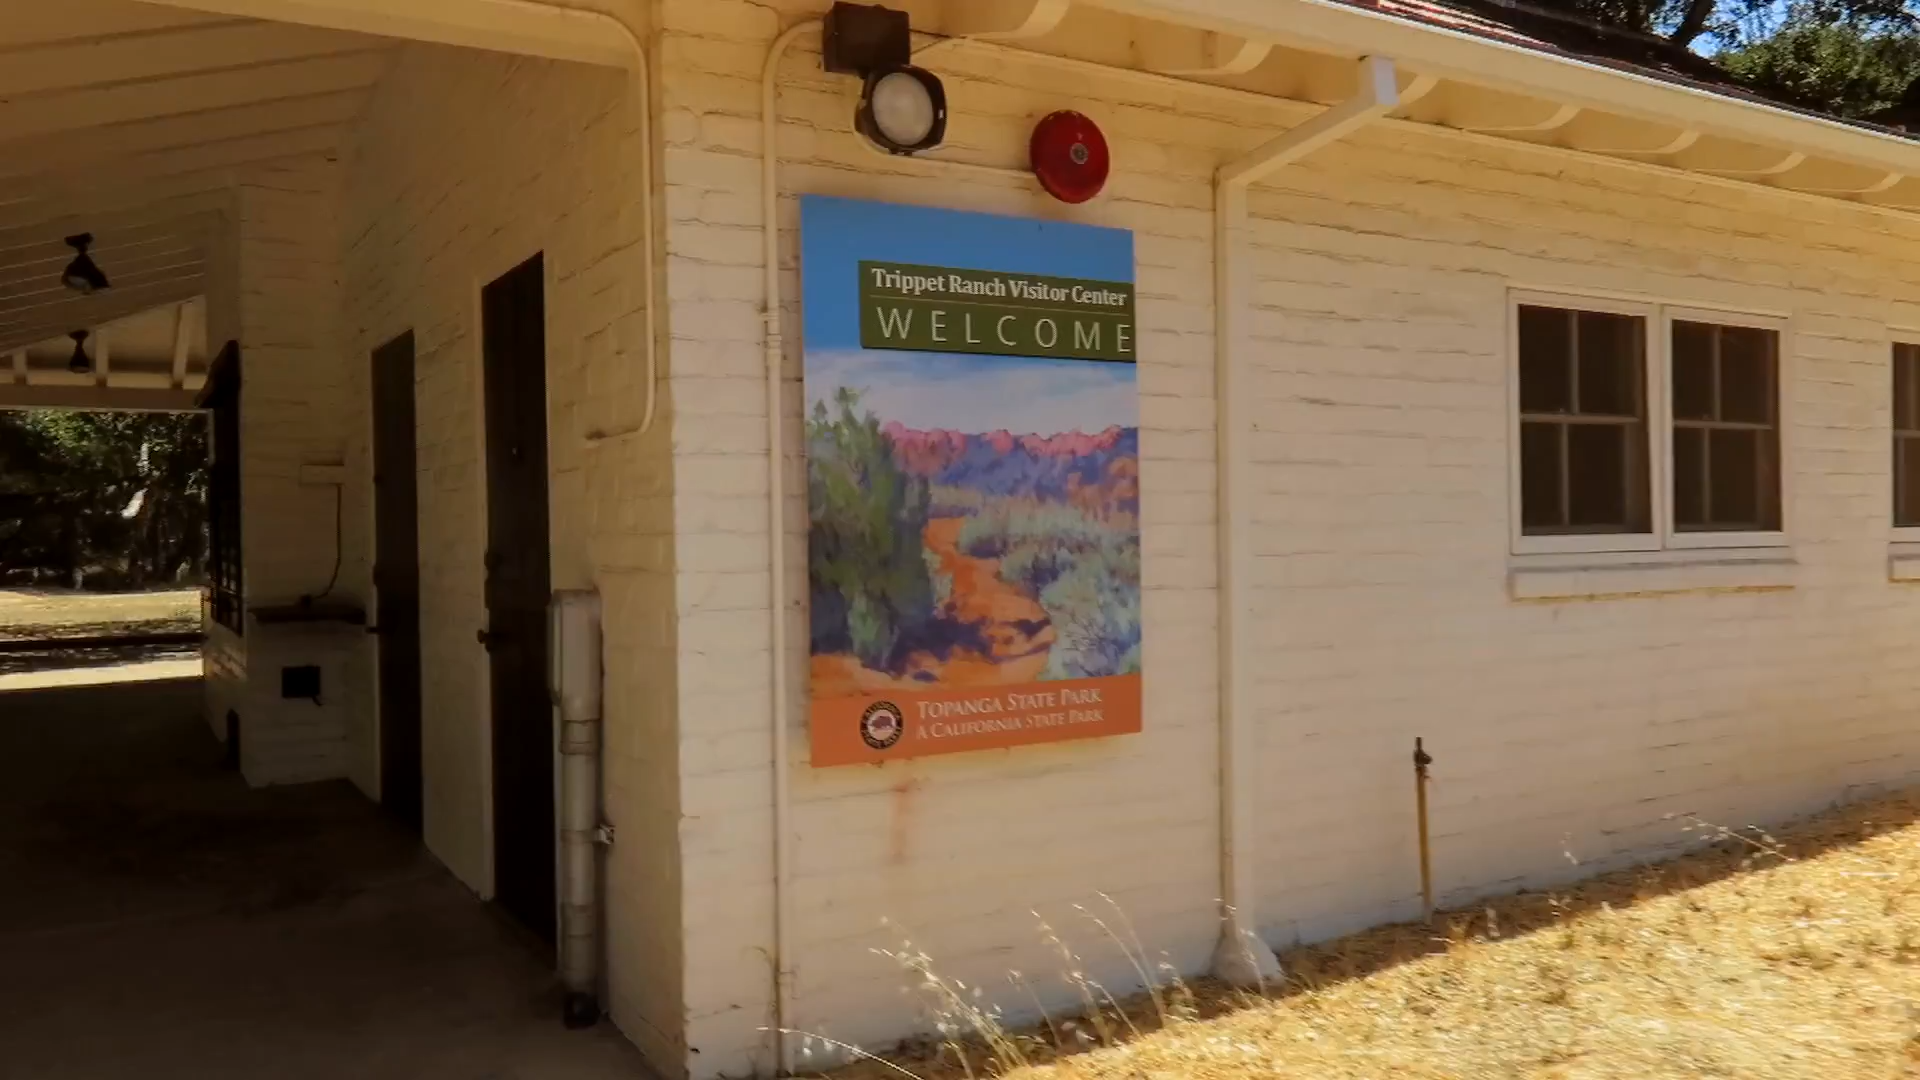 Trippet Ranch Visitor Center
WELCOME
TOPANGA STATE PARK
A CALIFORNIA STATE PARK